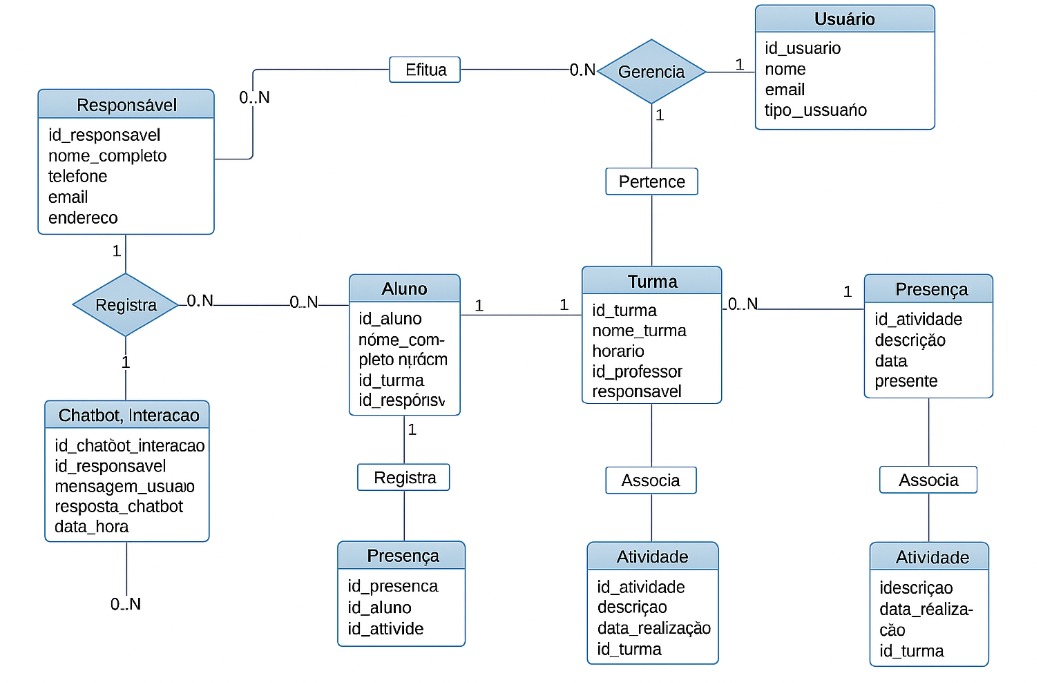 Usuário
id_usuario
nome
email
tipo_ussuańo
Efitua
0.N
Gerencia
1
0..N
1
Responsável
id_responsavel
nome_completo
telefone
email
endereco
Pertence
1
Registra
0.N
0..N
1
Aluno
id_aluno
nóme_com-
pleto
id_turma
1
1
Turma
id_turma
nome_turma
horario
id_professor
responsavel
0..N
1
Presença
id_atividade
descrição
data
presente
Chatbot, Interacao
id_chatòot_interacao
id_responsavel
mensagem_usuaıo
resposta_chatbot
data_hora
0..N
1
Registra
Associa
Associa
Presença
id_presenca
id_aluno
id_attivide
Atividade
id_atividade
descriçao
data_realização
id_turma
Atividade
idescriçao
data_réaliza-
cão
id_turma